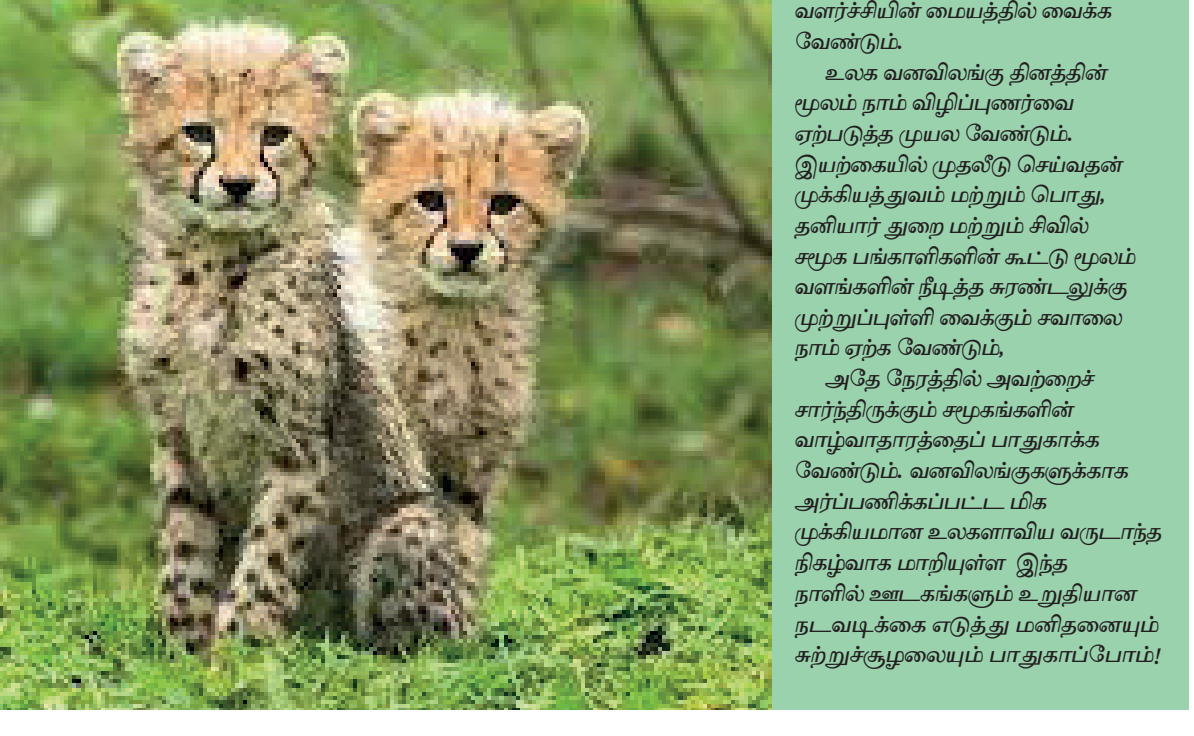 வளர்ச்சியின் மையத்தில் வைக்க
வேண்டும்.
உலக வனவிலங்கு தினத்தின்
மூலம் நாம் விழிப்புணர்வை
ஏற்படுத்த முயல வேண்டும்.
இயற்கையில் முதலீடு செய்வதன்
முக்கியத்துவம் மற்றும் பொது,
தனியார் துறை மற்றும் சிவில்
சமூக பங்காளிகளின் கூட்டு மூலம்
வளங்களின் நீடித்த சுரண்டலுக்கு
முற்றுப்புள்ளி வைக்கும் சவாலை
நாம் ஏற்க வேண்டும்,
அதே நேரத்தில் அவற்றைச்
சார்ந்திருக்கும் சமூகங்களின்
வாழ்வாதாரத்தைப் பாதுகாக்க
வேண்டும். வனவிலங்குகளுக்காக
அர்ப்பணிக்கப்பட்ட மிக
முக்கியமான உலகளாவிய வருடாந்த
நிகழ்வாக மாறியுள்ள இந்த
நாளில் ஊடகங்களும் உறுதியான
நடவடிக்கை எடுத்து மனிதனையும்
சுற்றுச்சூழலையும் பாதுகாப்போம்!